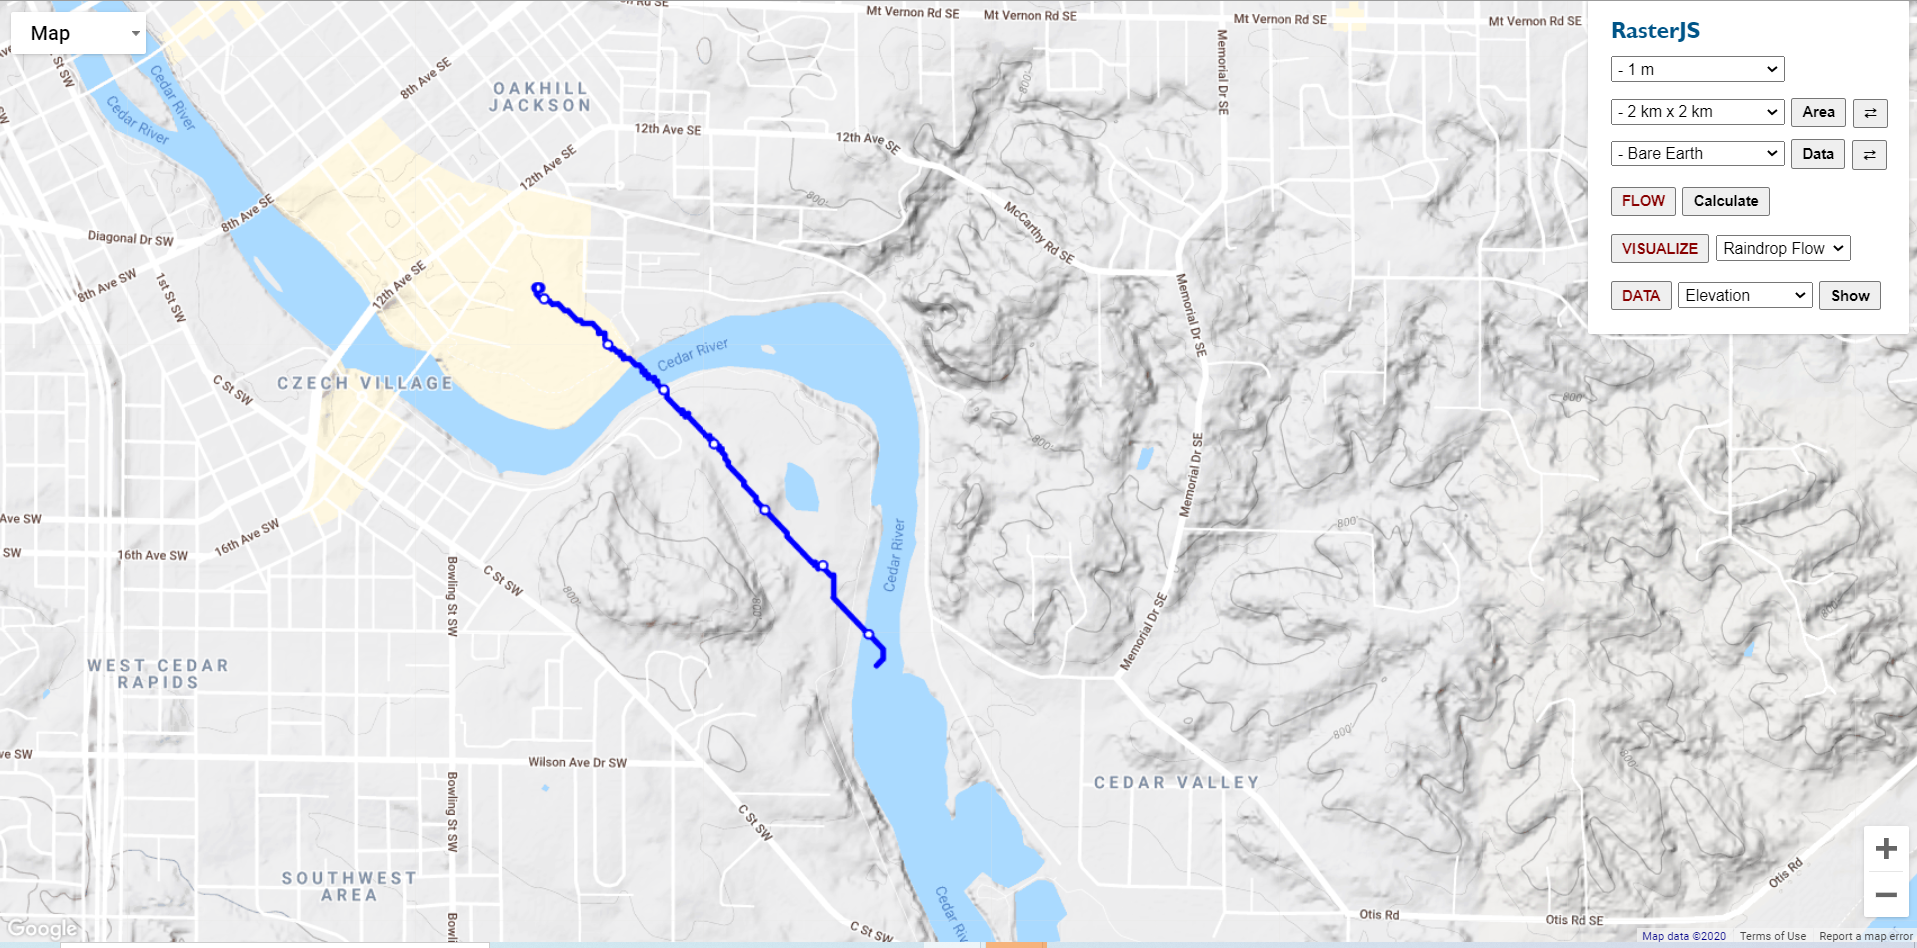 Map
RasterJS
- 1 m
- 2 km x 2 km
Area
⇄
- Bare Earth
Data
⇄
FLOW
Calculate
VISUALIZE
Raindrop Flow
DATA
Elevation
Show
Mt Vernon Rd SE
Mt Vernon Rd SE
Mt Vernon Rd SE
Mt Vernon Rd SE
Rd SE
St SW
Cedar River
Cedar River
8th Ave SE
OAKHILL
JACKSON
12th Ave SE
12th Ave SE
12th Ave SE
Memorial Dr SE
800'
800'
8th Ave SE
Diagonal Dr SW
8th Ave SW
1st St SW
12th Ave SE
McCarthy Rd SE
Memorial Dr SE
Cedar River
CZECH VILLAGE
C St SW
800'
800'
Memorial Dr SE
Ave SW
SW
16th Ave SW
16th Ave SW
Bowling St SW
C St SW
800'
800'
Cedar River
800'
800'
Memorial Dr SE
WEST CEDAR
RAPIDS
ve SW
Wilson Ave Dr SW
Bowling St SW
C St SW
800'
800'
CEDAR VALLEY
SOUTHWEST
AREA
Bowli
C St SW
Cedar Riv
Otis Rd
Otis Rd SE
Otis Rd
+
−
Google
Map data ©2020
Terms of Use
Report a map error